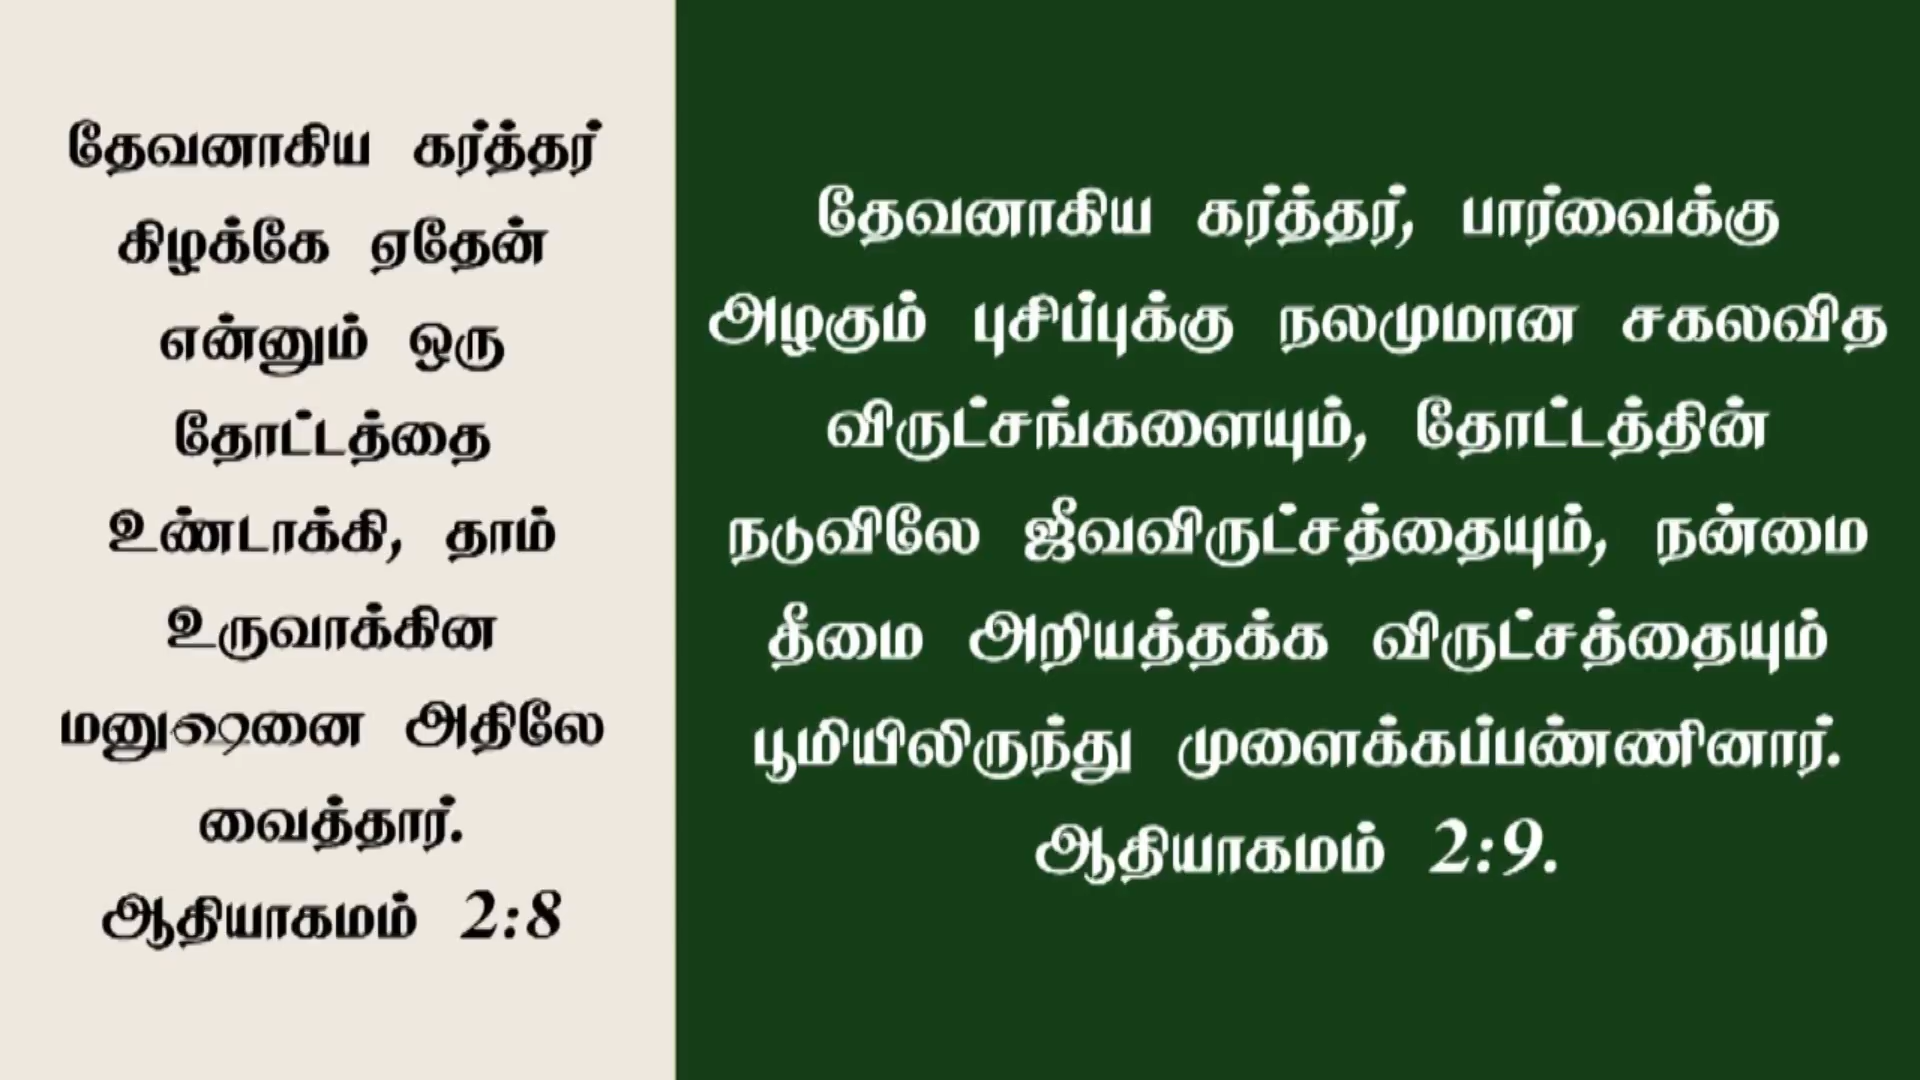 தேவனாகிய கர்த்தர்
கிழக்கே ஏதேன்
என்னும் ஒரு
தோட்டத்தை
உண்டாக்கி, தாம்
உருவாக்கின
மனுஷனை அதிலே
வைத்தார்.
ஆதியாகமம் 2:8
தேவனாகிய கர்த்தர், பார்வைக்கு
அழகும் புசிப்புக்கு நலமுமான சகலவித
விருட்சங்களையும், தோட்டத்தின்
நடுவிலே ஜீவவிருட்சத்தையும், நன்மை
தீமை அறியத்தக்க விருட்சத்தையும்
பூமியிலிருந்து முளைக்கப்பண்ணினார்.
ஆதியாகமம் 2:9.